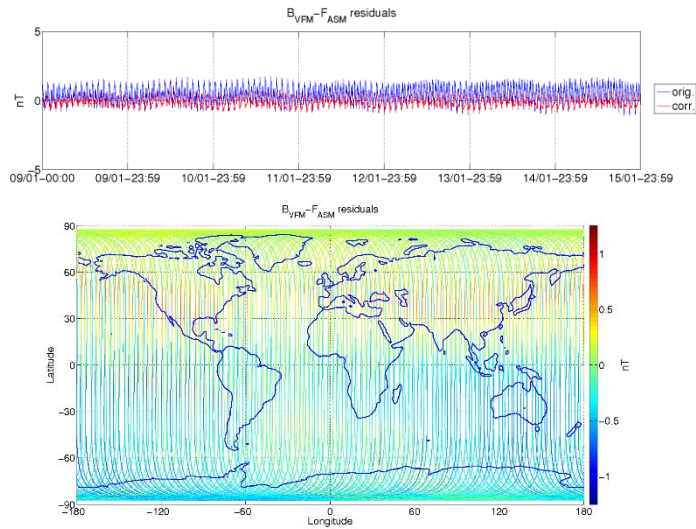 B_VFM−F_ASM residuals
5
0
−5
nT
09/01−00:00 09/01−23:59 10/01−23:59 11/01−23:59 12/01−23:59 13/01−23:59 14/01−23:59 15/01−23:59
orig.
corr.
B_VFM−F_ASM residuals
90
60
30
0
−30
−60
−90
Latitude
−180 −120 −60 0 60 120 180
Longitude
1
0.5
0
−0.5
−1
nT